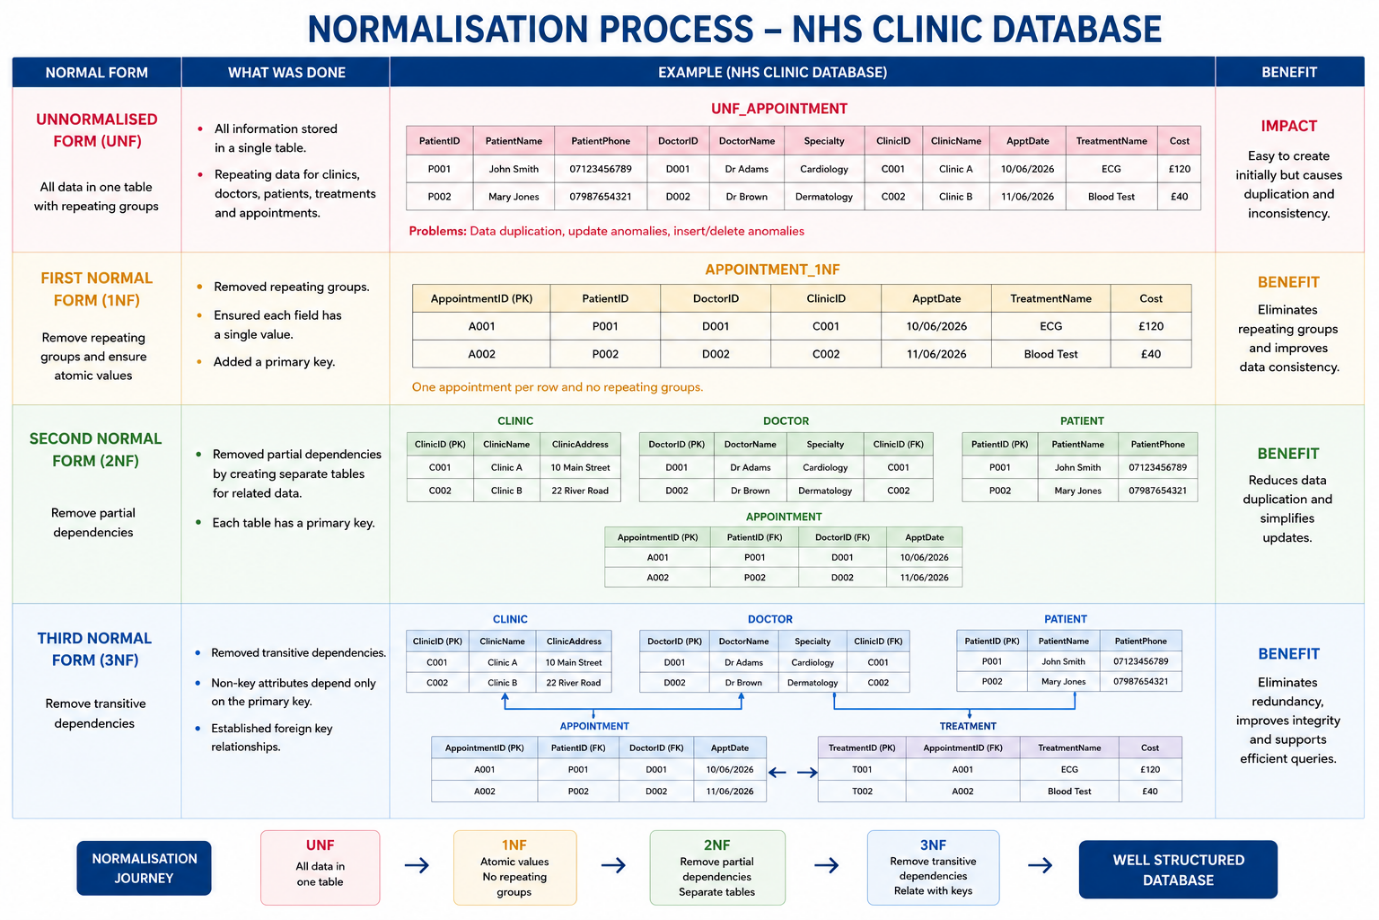 NORMALISATION PROCESS – NHS CLINIC DATABASE
NORMAL FORM
WHAT WAS DONE
EXAMPLE (NHS CLINIC DATABASE)
BENEFIT
UNNORMALISED
FORM (UNF)
All data in one table
with repeating groups
• All information stored
in a single table.
• Repeating data for clinics,
doctors, patients, treatments
and appointments.
UNF_APPOINTMENT
PatientID PatientName PatientPhone DoctorID DoctorName Specialty ClinicID ClinicName ApptDate TreatmentName Cost
P001 John Smith 07123456789 D001 Dr Adams Cardiology C001 Clinic A 10/06/2026 ECG £120
P002 Mary Jones 07987654321 D002 Dr Brown Dermatology C002 Clinic B 11/06/2026 Blood Test £40
Problems: Data duplication, update anomalies, insert/delete anomalies
IMPACT
Easy to create
initially but causes
duplication and
inconsistency.
FIRST NORMAL
FORM (1NF)
Remove repeating
groups and ensure
atomic values
• Removed repeating groups.
• Ensured each field has
a single value.
• Added a primary key.
APPOINTMENT_1NF
AppointmentID (PK) PatientID DoctorID ClinicID ApptDate TreatmentName Cost
A001 P001 D001 C001 10/06/2026 ECG £120
A002 P002 D002 C002 11/06/2026 Blood Test £40
One appointment per row and no repeating groups.
BENEFIT
Eliminates
repeating groups
and improves
data consistency.
SECOND NORMAL
FORM (2NF)
Remove partial
dependencies
• Removed partial dependencies
by creating separate tables
for related data.
• Each table has a primary key.
CLINIC
ClinicID (PK) ClinicName ClinicAddress
C001 Clinic A 10 Main Street
C002 Clinic B 22 River Road
DOCTOR
DoctorID (PK) DoctorName Specialty ClinicID (FK)
D001 Dr Adams Cardiology C001
D002 Dr Brown Dermatology C002
PATIENT
PatientID (PK) PatientName PatientPhone
P001 John Smith 07123456789
P002 Mary Jones 07987654321
APPOINTMENT
AppointmentID (PK) PatientID (FK) DoctorID (FK) ApptDate
A001 P001 D001 10/06/2026
A002 P002 D002 11/06/2026
BENEFIT
Reduces data
duplication and
simplifies
updates.
THIRD NORMAL
FORM (3NF)
Remove transitive
dependencies
• Removed transitive dependencies.
• Non-key attributes depend only
on the primary key.
• Established foreign key
relationships.
CLINIC
ClinicID (PK) ClinicName ClinicAddress
C001 Clinic A 10 Main Street
C002 Clinic B 22 River Road
DOCTOR
DoctorID (PK) DoctorName Specialty ClinicID (FK)
D001 Dr Adams Cardiology C001
D002 Dr Brown Dermatology C002
PATIENT
PatientID (PK) PatientName PatientPhone
P001 John Smith 07123456789
P002 Mary Jones 07987654321
APPOINTMENT
AppointmentID (PK) PatientID (FK) DoctorID (FK) ApptDate
A001 P001 D001 10/06/2026
A002 P002 D002 11/06/2026
TREATMENT
TreatmentID (PK) AppointmentID (FK) TreatmentName Cost
T001 A001 ECG £120
T002 A002 Blood Test £40
BENEFIT
Eliminates
redundancy,
improves integrity
and supports
efficient queries.
NORMALISATION
JOURNEY
UNF
All data in
one table
1NF
Atomic values
No repeating
groups
2NF
Remove partial
dependencies
Separate tables
3NF
Remove transitive
dependencies
Relate with keys
WELL STRUCTURED
DATABASE